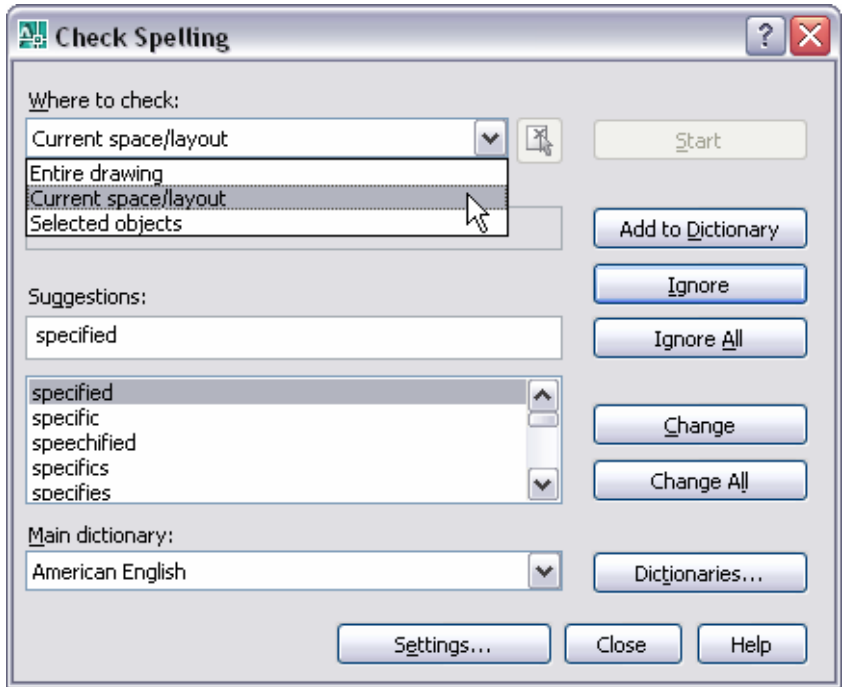 Check Spelling
Where to check:
Current space/layout
Start
Entire drawing
Current space/layout
Selected objects
Add to Dictionary
Ignore
Suggestions:
specified
Ignore All
specified
specific
speechified
specifics
specifies
Change
Change All
Main dictionary:
American English
Dictionaries...
Settings...
Close
Help